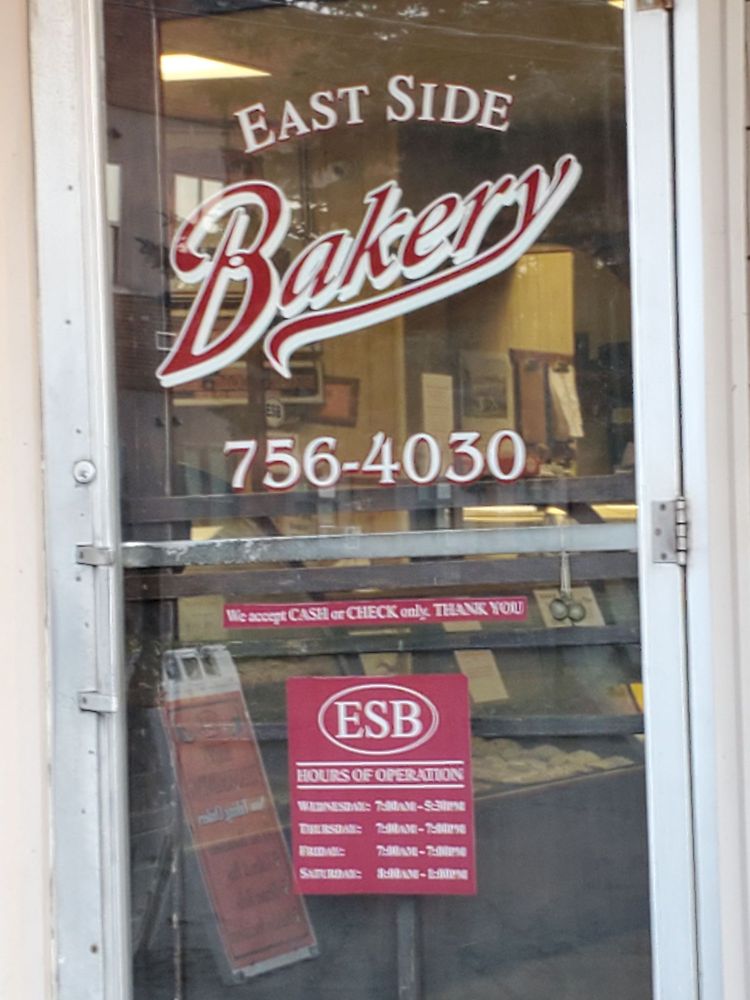 EAST SIDE
Bakery
756-4030
We accept CASH or CHECK only. THANK YOU
ESB
HOURS OF OPERATION
WEDNESDAY: 7:00AM - 5:30PM
THURSDAY: 7:00AM - 7:00PM
FRIDAY: 7:00AM - 7:00PM
SATURDAY: 8:00AM - 1:00PM